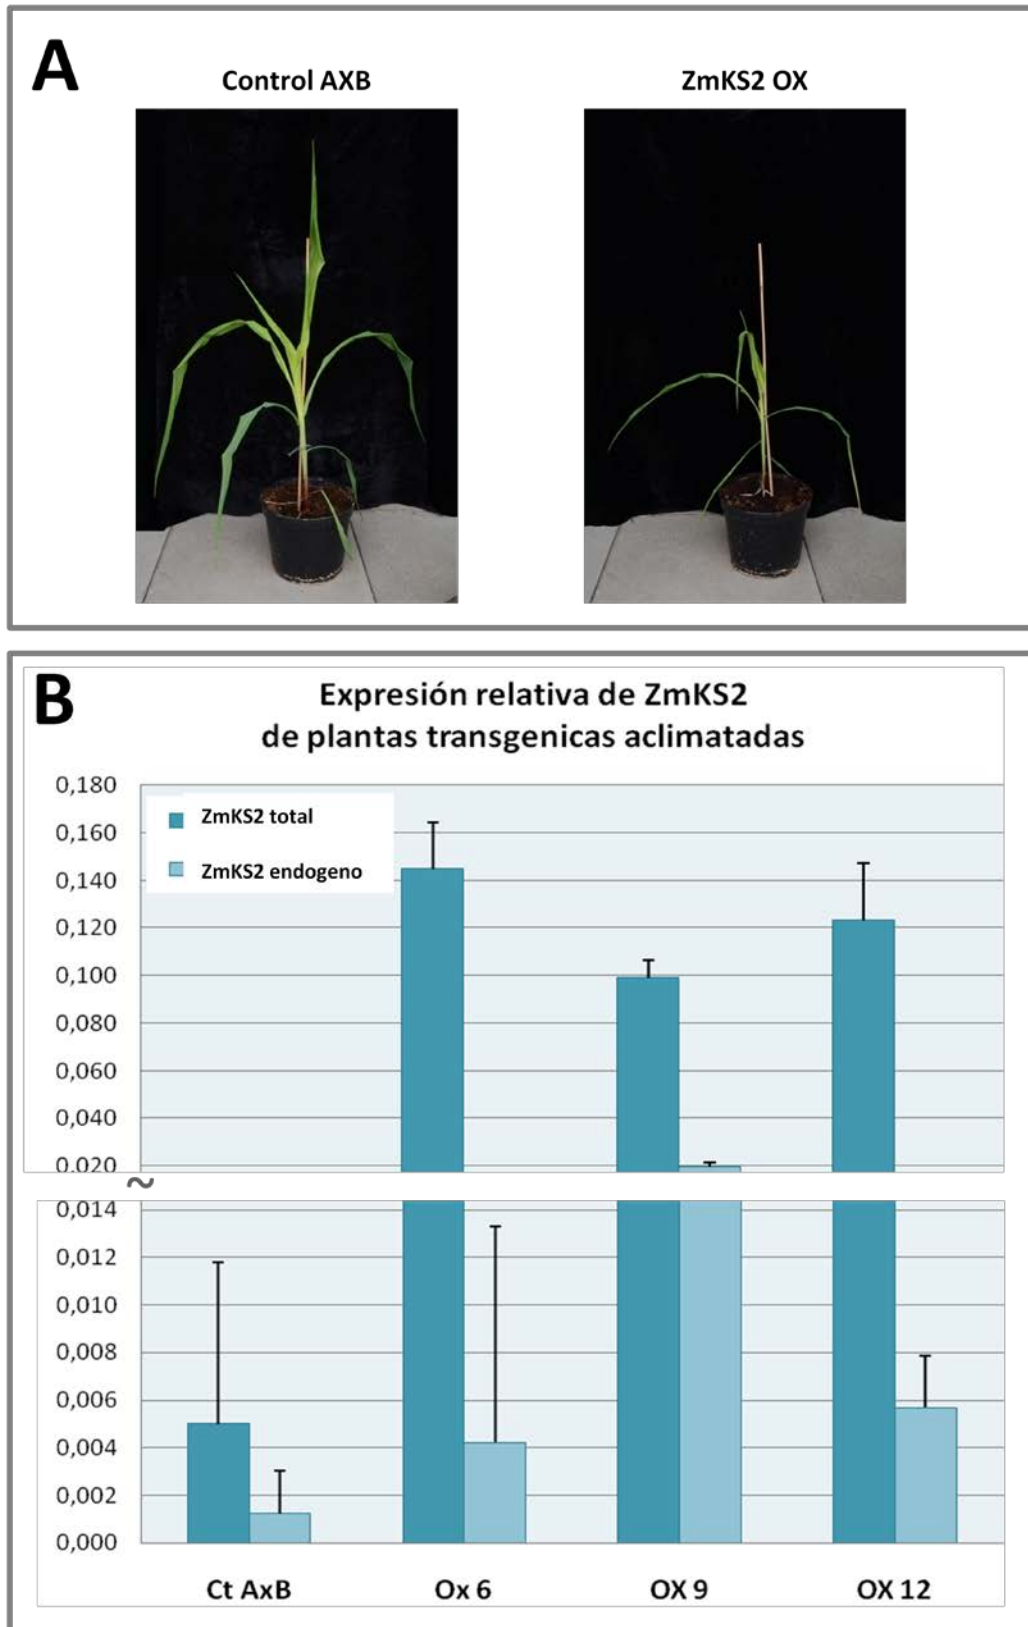 A
Control AXB
ZmKS2 OX
B
Expresión relativa de ZmKS2
de plantas transgenicas aclimatadas
0,180
0,160
0,140
0,120
0,100
0,080
0,060
0,040
0.020
~
0,014
0,012
0,010
0,008
0,006
0,004
0,002
0,000
ZmKS2 total
ZmKS2 endogeno
Ct AxB
Ox 6
OX 9
OX 12